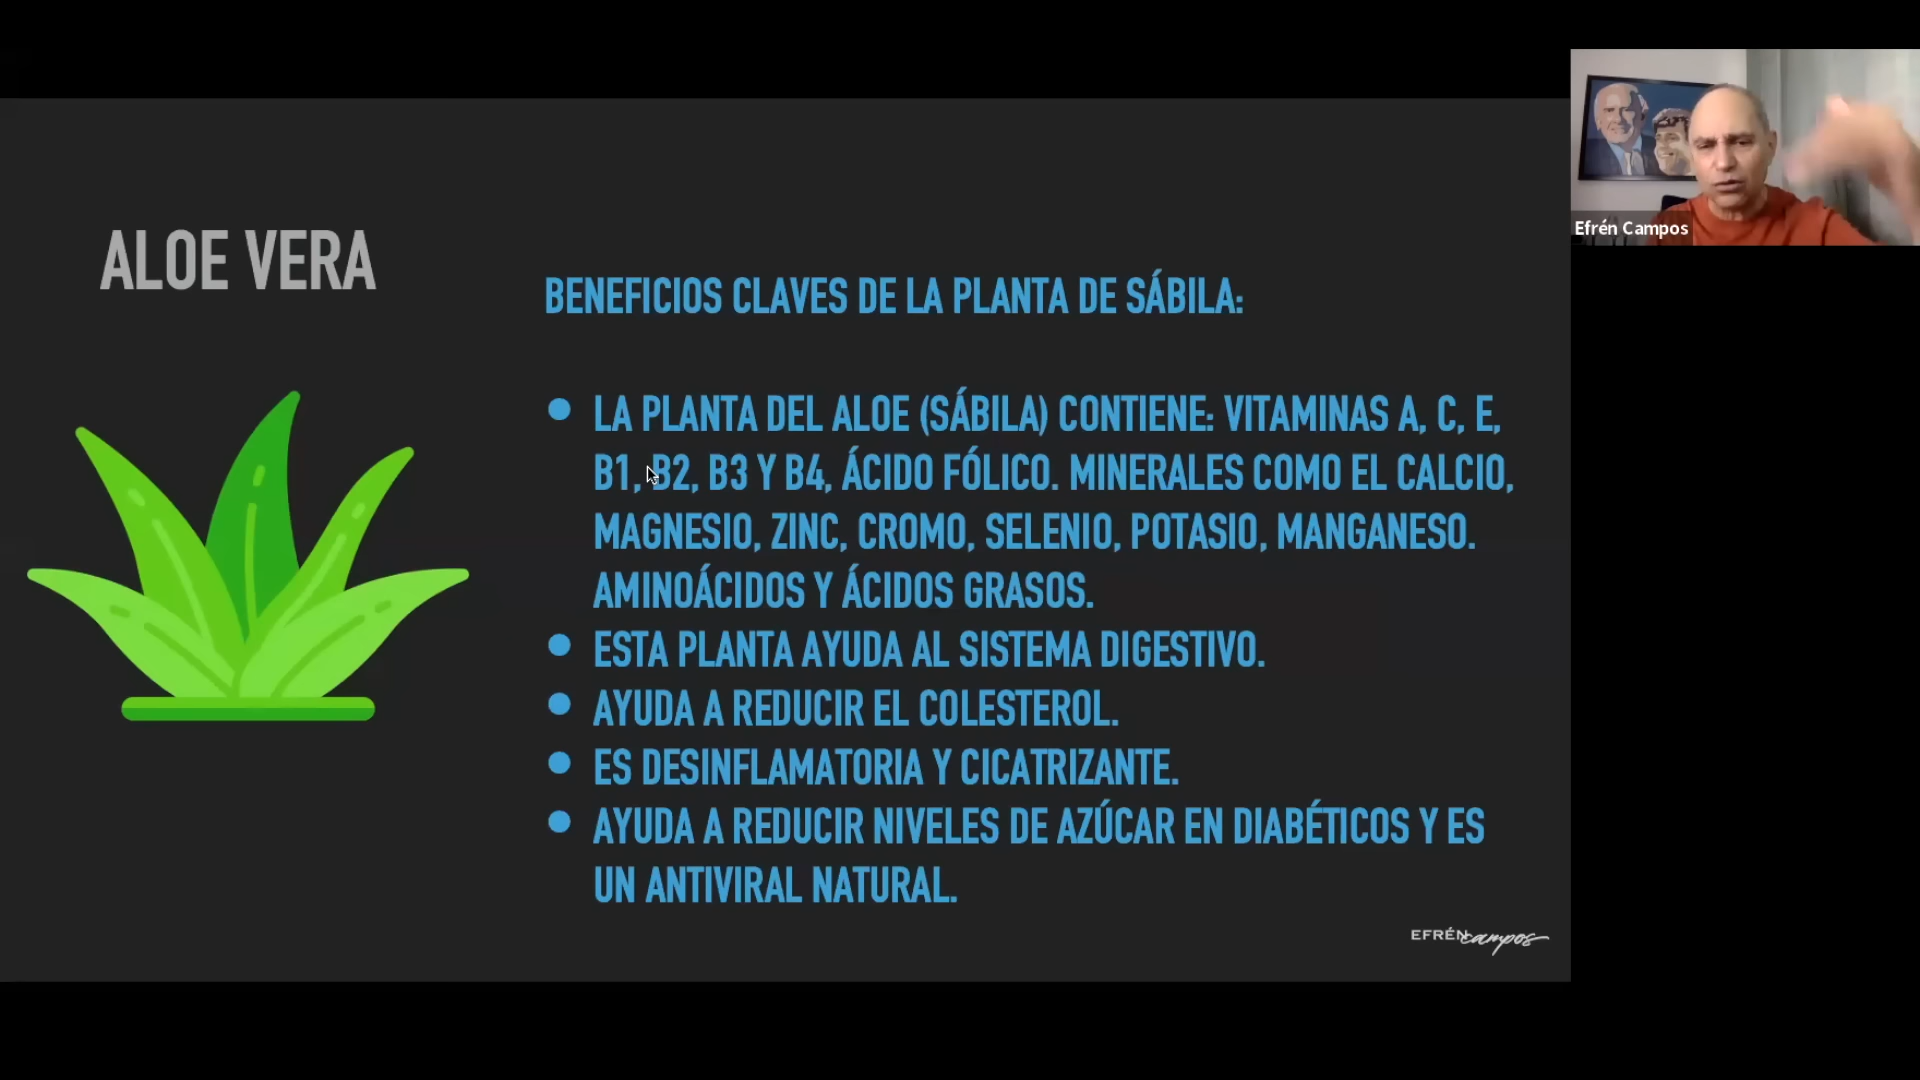 ALOE VERA
BENEFICIOS CLAVES DE LA PLANTA DE SÁBILA:
LA PLANTA DEL ALOE (SÁBILA) CONTIENE: VITAMINAS A, C, E,
B1, B2, B3 Y B4, ÁCIDO FÓLICO. MINERALES COMO EL CALCIO,
MAGNESIO, ZINC, CROMO, SELENIO, POTASIO, MANGANESO.
AMINOÁCIDOS Y ÁCIDOS GRASOS.
ESTA PLANTA AYUDA AL SISTEMA DIGESTIVO.
AYUDA A REDUCIR EL COLESTEROL.
ES DESINFLAMATORIA Y CICATRIZANTE.
AYUDA A REDUCIR NIVELES DE AZÚCAR EN DIABÉTICOS Y ES
UN ANTIVIRAL NATURAL.
EFRÉN campos
Efrén Campos